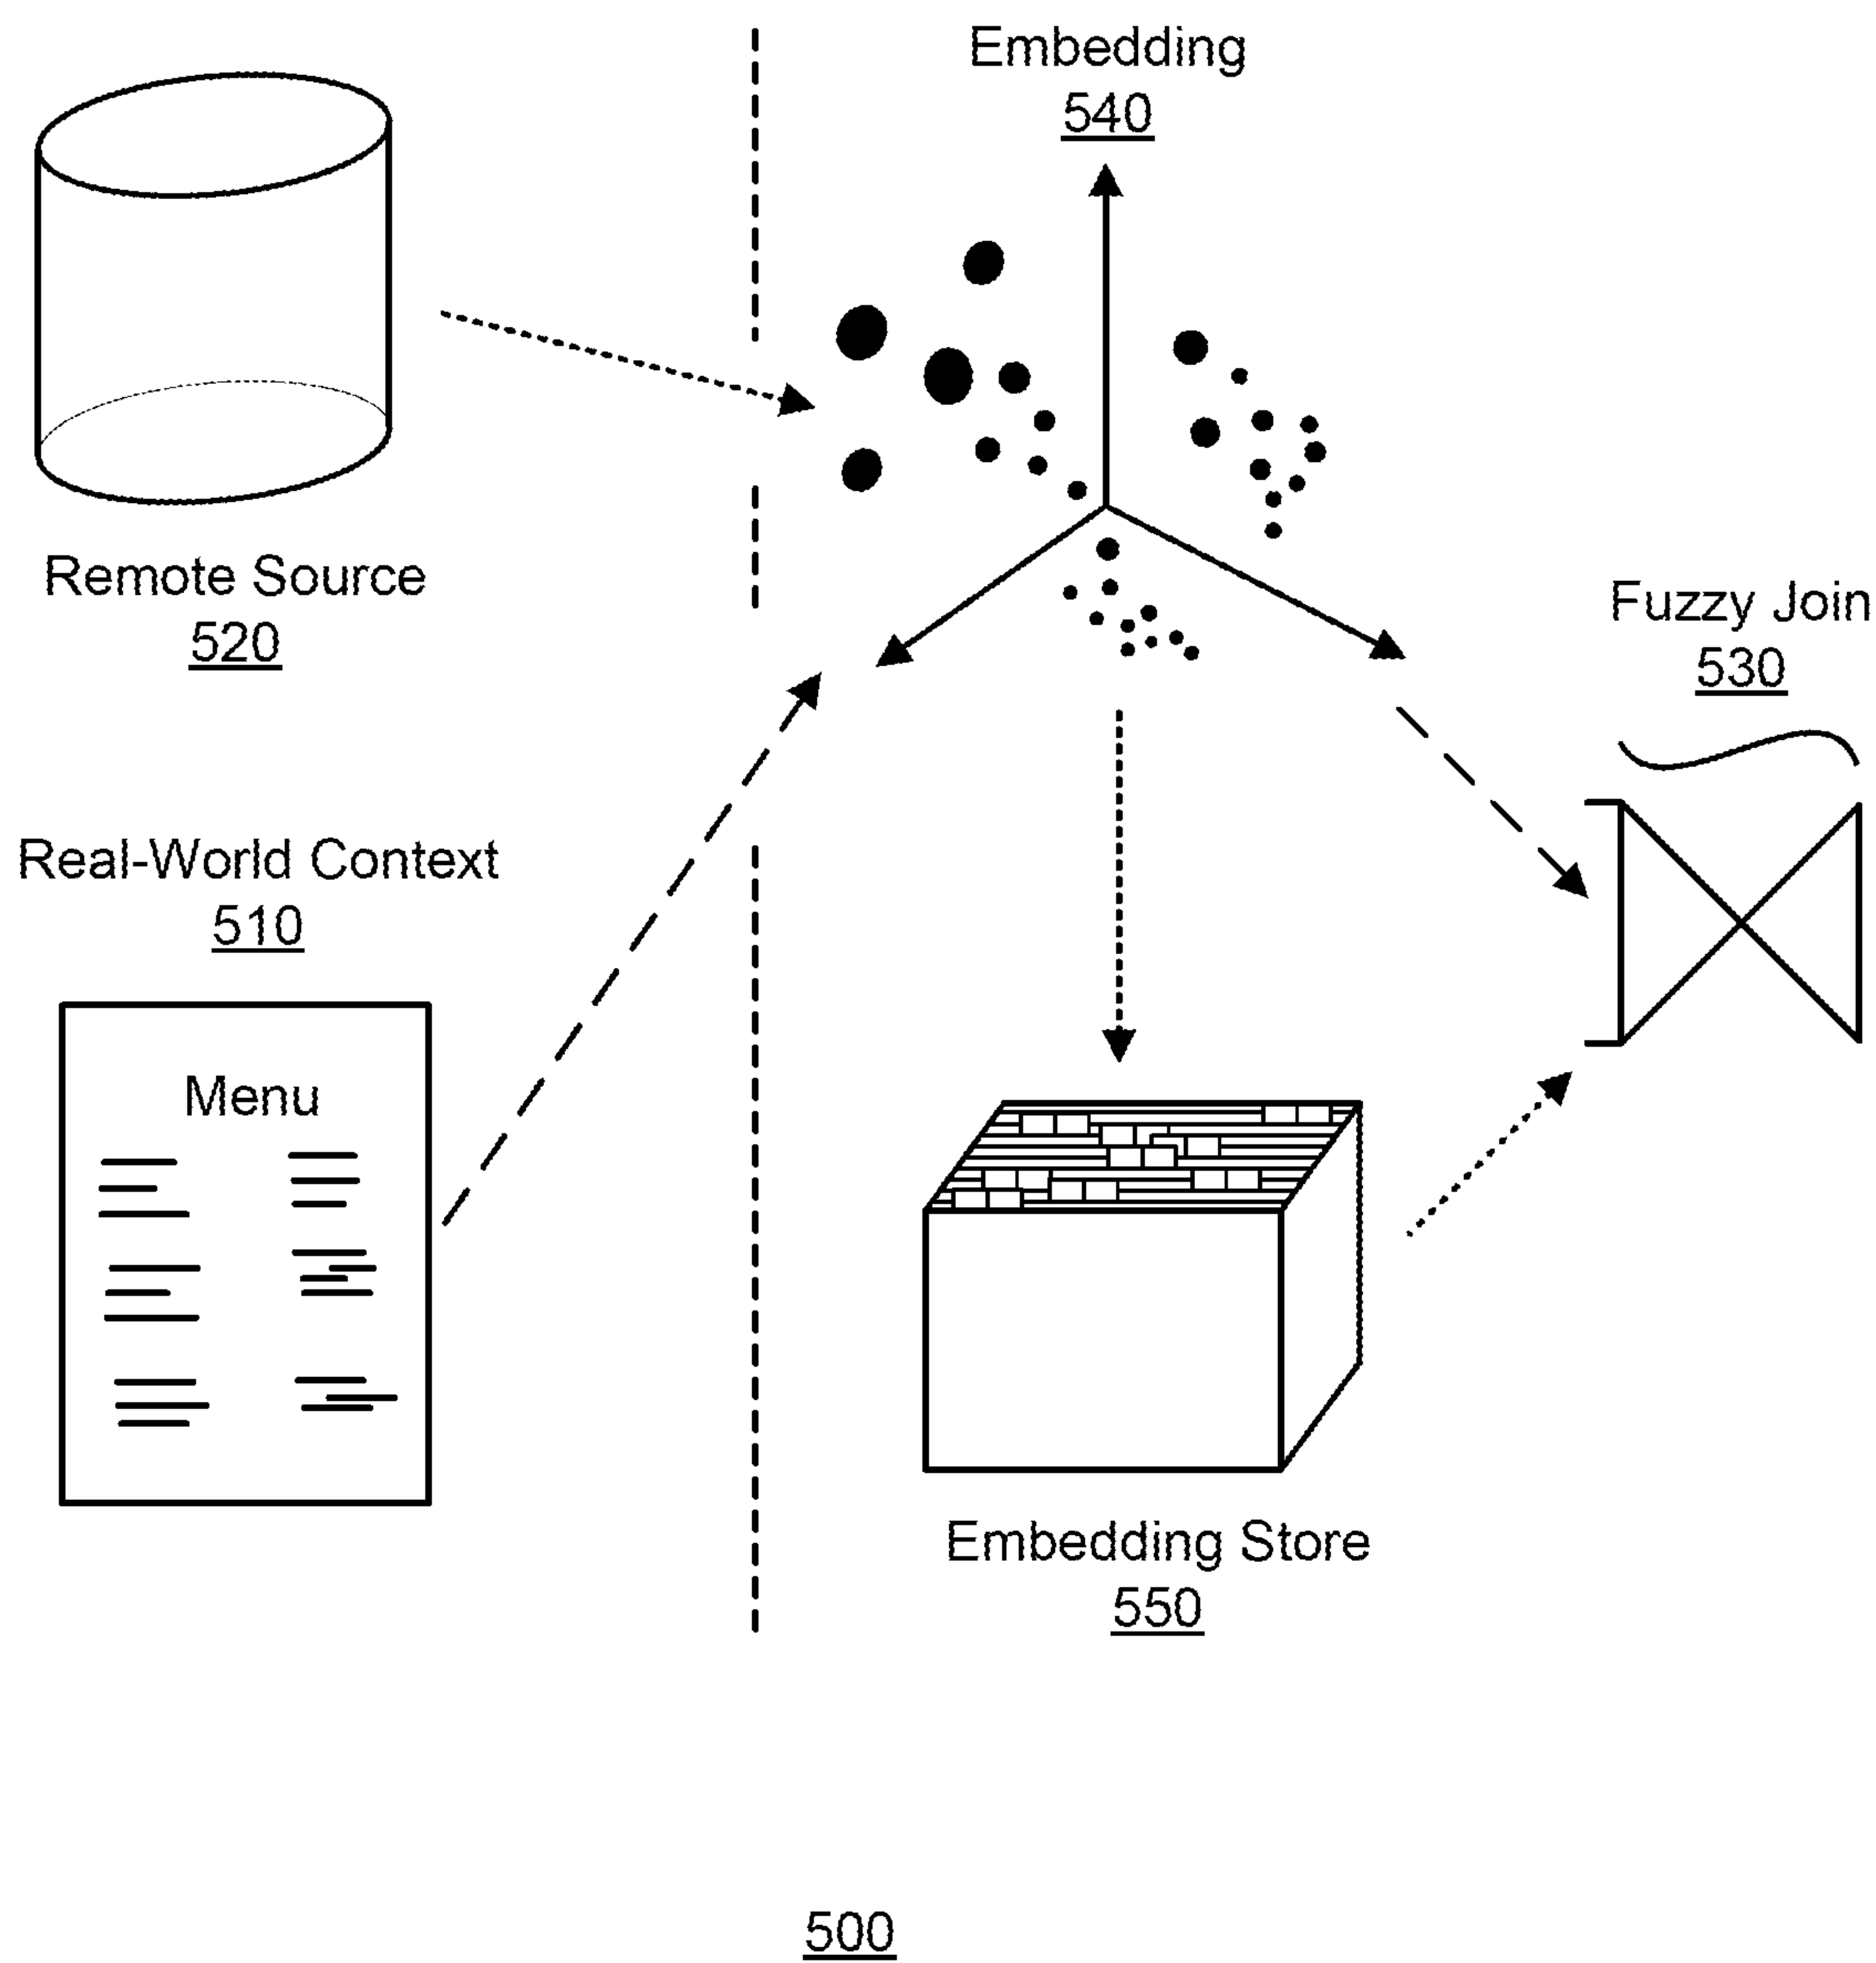 Embedding
540
Remote Source
520
Fuzzy Join
530
Real-World Context
510
Menu
Embedding Store
550
500